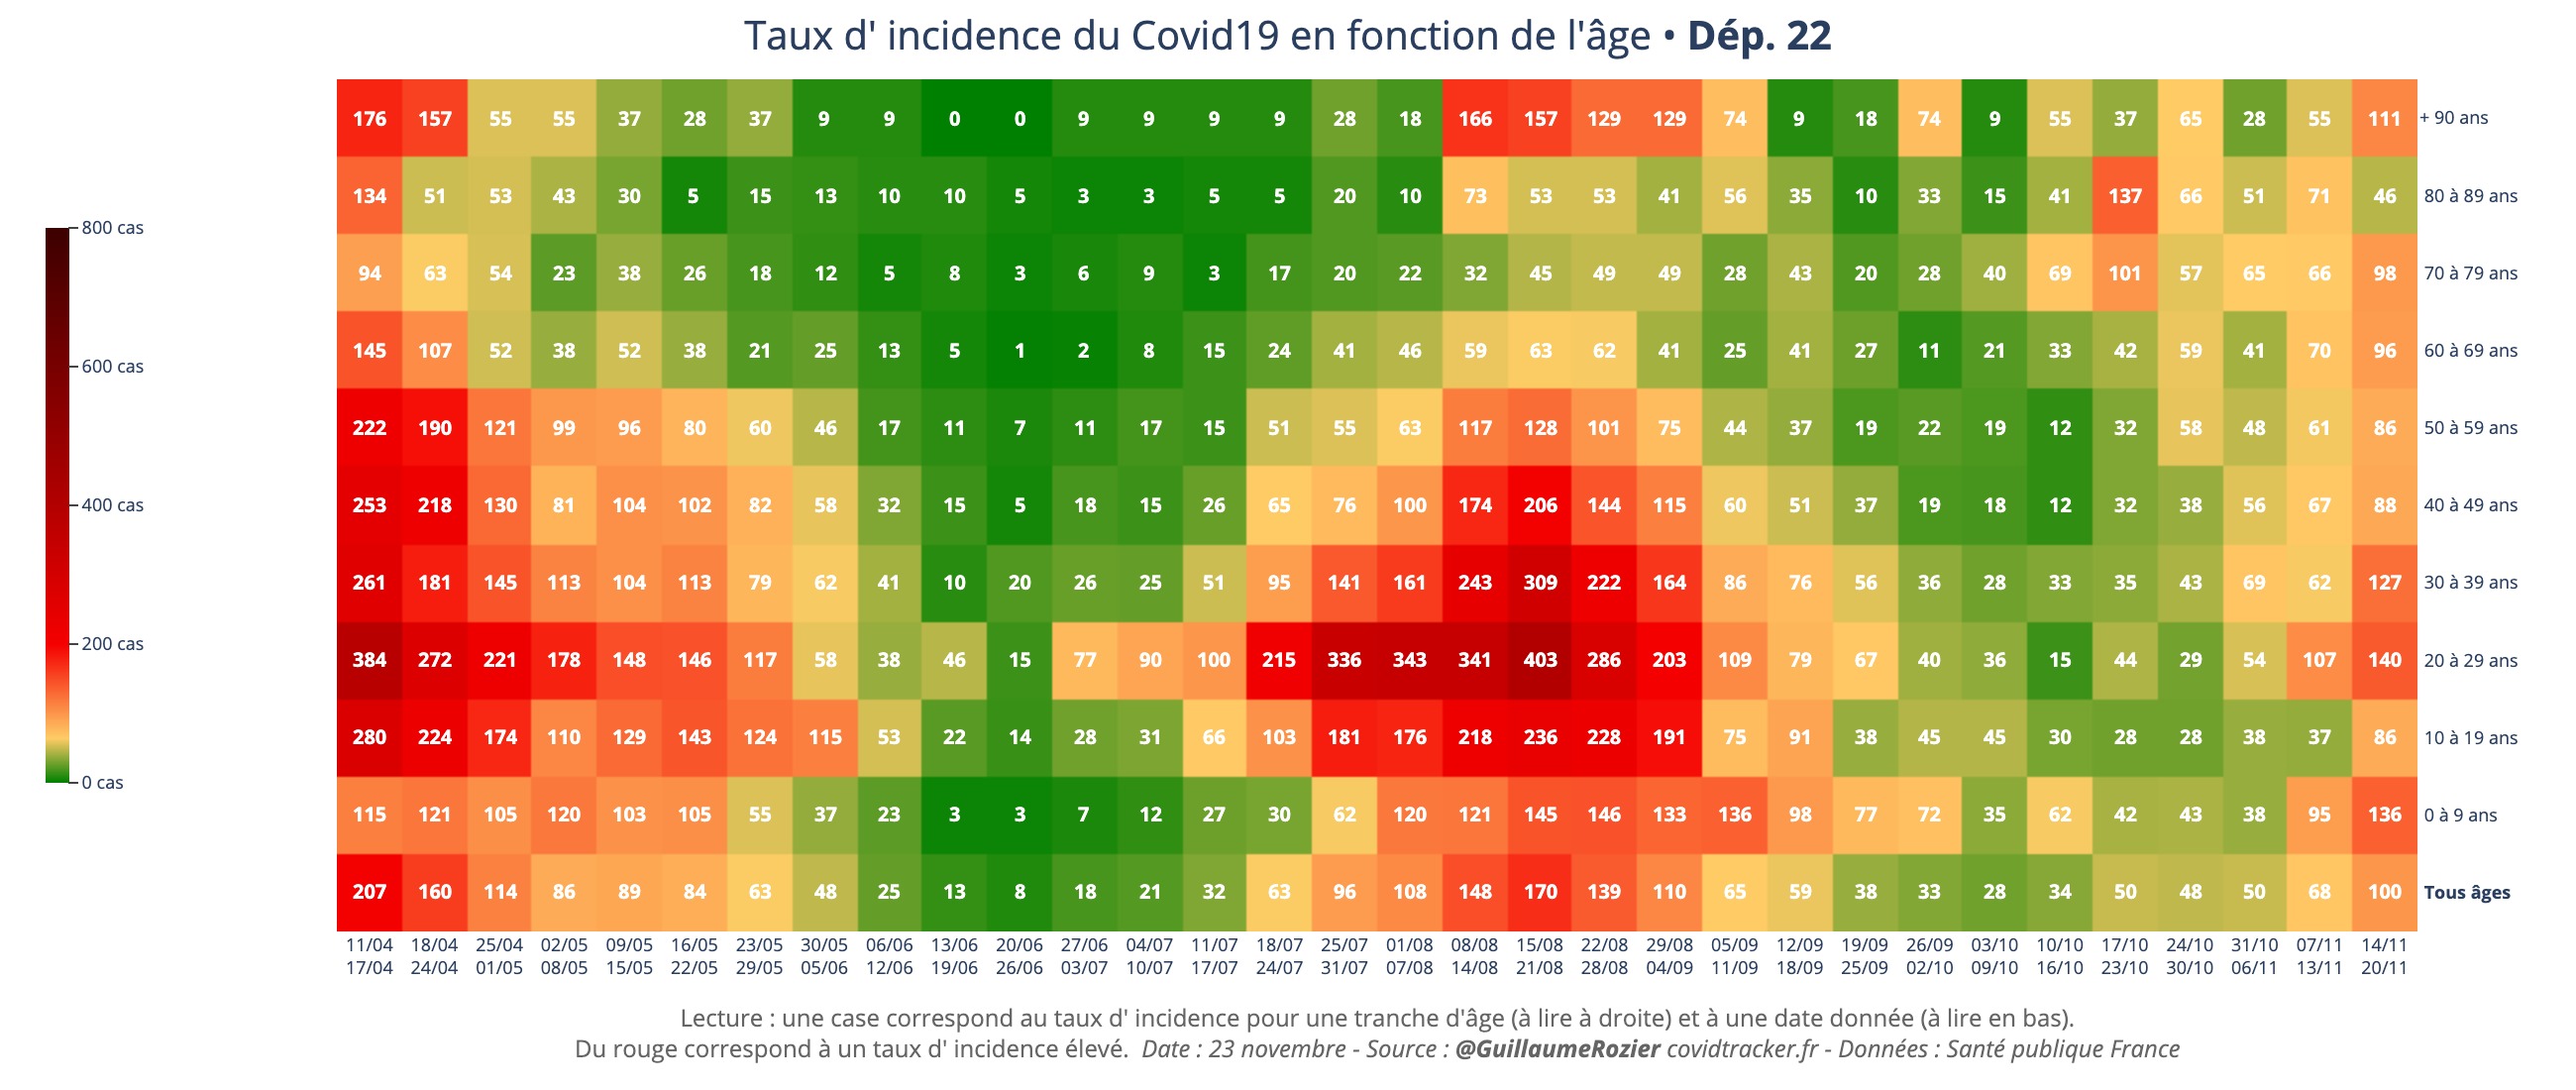 Taux d' incidence du Covid19 en fonction de l'âge • Dép. 22
800 cas
600 cas
400 cas
200 cas
0 cas
176 157 55 55 37 28 37 9 9 0 0 9 9 9 9 28 18 166 157 129 129 74 9 18 74 9 55 37 65 28 55 111 + 90 ans
134 51 53 43 30 5 15 13 10 10 5 3 3 5 5 20 10 73 53 53 41 56 35 10 33 15 41 137 66 51 71 46 80 à 89 ans
94 63 54 23 38 26 18 12 5 8 3 6 9 3 17 20 22 32 45 49 49 28 43 20 28 40 69 101 57 65 66 98 70 à 79 ans
145 107 52 38 52 38 21 25 13 5 1 2 8 15 24 41 46 59 63 62 41 25 41 27 11 21 33 42 59 41 70 96 60 à 69 ans
222 190 121 99 96 80 60 46 17 11 7 11 17 15 51 55 63 117 128 101 75 44 37 19 22 19 12 32 58 48 61 86 50 à 59 ans
253 218 130 81 104 102 82 58 32 15 5 18 15 26 65 76 100 174 206 144 115 60 51 37 19 18 12 32 38 56 67 88 40 à 49 ans
261 181 145 113 104 113 79 62 41 10 20 26 25 51 95 141 161 243 309 222 164 86 76 56 36 28 33 35 43 69 62 127 30 à 39 ans
384 272 221 178 148 146 117 58 38 46 15 77 90 100 215 336 343 341 403 286 203 109 79 67 40 36 15 44 29 54 107 140 20 à 29 ans
280 224 174 110 129 143 124 115 53 22 14 28 31 66 103 181 176 218 236 228 191 75 91 38 45 45 30 28 28 38 37 86 10 à 19 ans
115 121 105 120 103 105 55 37 23 3 3 7 12 27 30 62 120 121 145 146 133 136 98 77 72 35 62 42 43 38 95 136 0 à 9 ans
207 160 114 86 89 84 63 48 25 13 8 18 21 32 63 96 108 148 170 139 110 65 59 38 33 28 34 50 48 50 68 100 Tous âges
11/04 18/04 25/04 02/05 09/05 16/05 23/05 30/05 06/06 13/06 20/06 27/06 04/07 11/07 18/07 25/07 01/08 08/08 15/08 22/08 29/08 05/09 12/09 19/09 26/09 03/10 10/10 17/10 24/10 31/10 07/11 14/11
17/04 24/04 01/05 08/05 15/05 22/05 29/05 05/06 12/06 19/06 26/06 03/07 10/07 17/07 24/07 31/07 07/08 14/08 21/08 28/08 04/09 11/09 18/09 25/09 02/10 09/10 16/10 23/10 30/10 06/11 13/11 20/11
Lecture : une case correspond au taux d' incidence pour une tranche d'âge (à lire à droite) et à une date donnée (à lire en bas).
Du rouge correspond à un taux d' incidence élevé. Date : 23 novembre - Source : @GuillaumeRozier covidtracker.fr - Données : Santé publique France